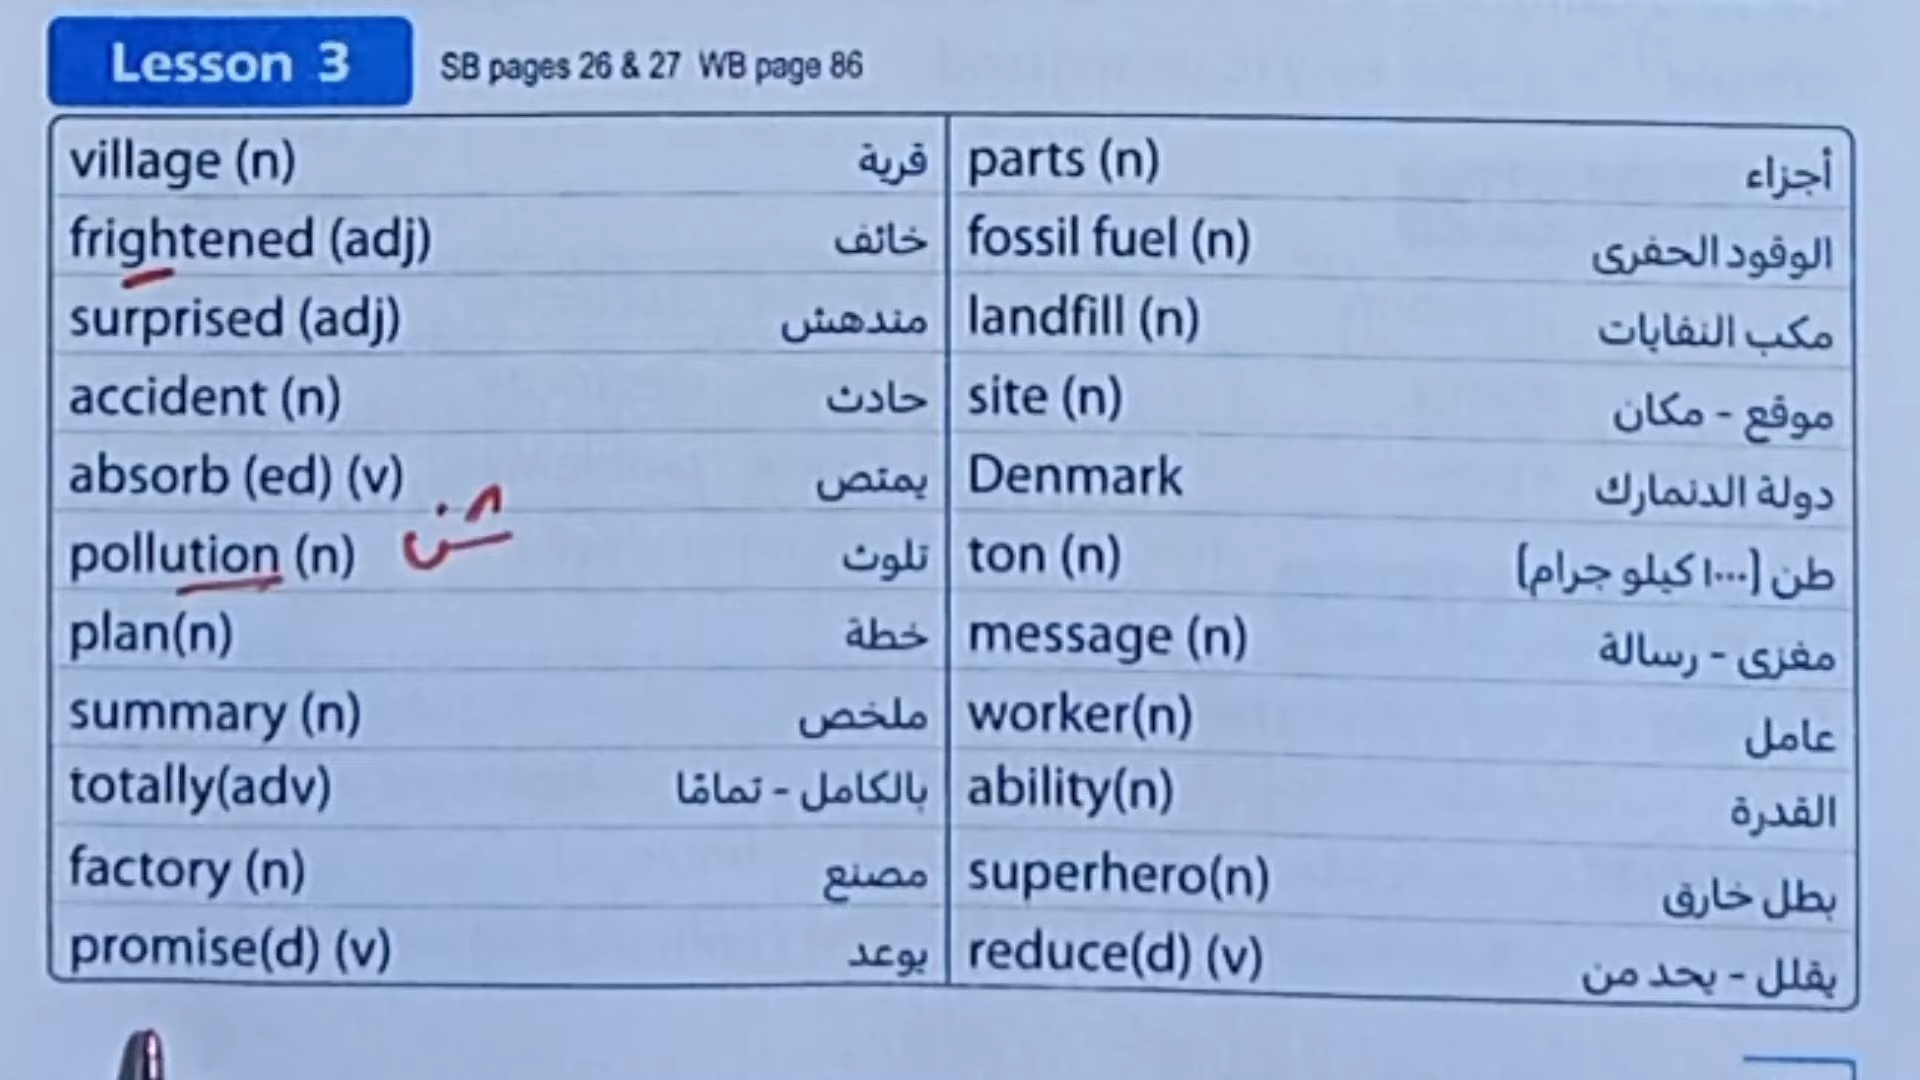 Lesson 3 SB pages 26 & 27 WB page 86
village (n) قرية parts (n) أجزاء
frightened (adj) خائف fossil fuel (n) الوقود الحفرى
surprised (adj) مندهش landfill (n) مكب النفايات
accident (n) حادث site (n) موقع - مكان
absorb (ed) (v) يمتص Denmark دولة الدنمارك
pollution (n) شن تلوث ton (n) طن (١٠٠٠ كيلو جرام)
plan(n) خطة message (n) مغزى - رسالة
summary (n) ملخص worker(n) عامل
totally(adv) بالكامل - تمامًا ability(n) القدرة
factory (n) مصنع superhero(n) بطل خارق
promise(d) (v) يوعد reduce(d) (v) يقلل - يحد من